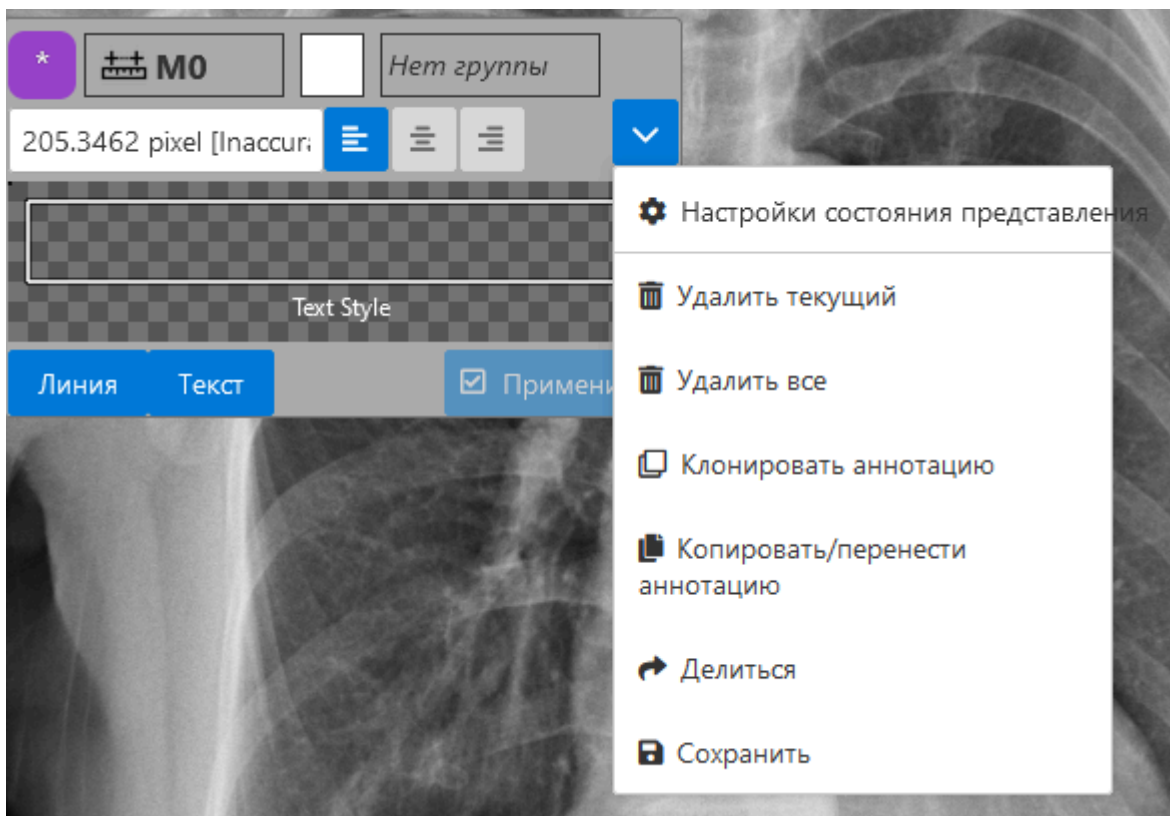 * M0 Нет группы
205.3462 pixel [Inaccur
Настройки состояния представления
Удалить текущий
Text Style
Линия Текст
Удалить все
Клонировать аннотацию
Копировать/перенести
аннотацию
Делиться
Сохранить